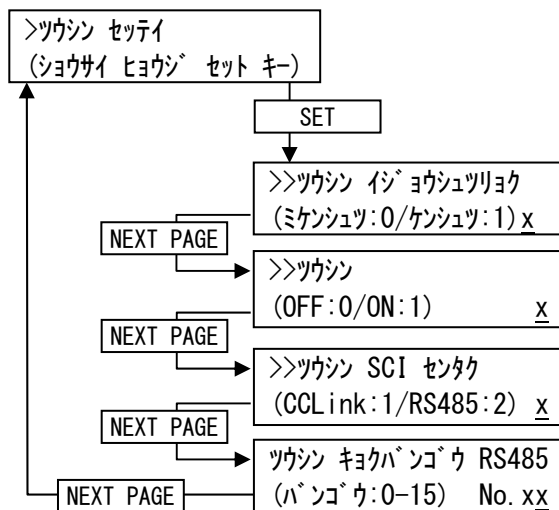 >ﾂｳｼﾝ ｾｯﾃｲ
(ｼｮｳｻｲ ﾋｮｳｼﾞ ｾｯﾄ ｷｰ)
SET
>>ﾂｳｼﾝ ｲｼﾞｮｳｼｭﾂﾘｮｸ
(ﾐｹﾝｼｭﾂ:0/ｹﾝｼｭﾂ:1) x
NEXT PAGE
>>ﾂｳｼﾝ
(OFF:0/ON:1) x
NEXT PAGE
>>ﾂｳｼﾝ SCI ｾﾝﾀｸ
(CCLink:1/RS485:2) x
NEXT PAGE
ﾂｳｼﾝ ｷｮｸﾊﾞﾝｺﾞｳ RS485
(ﾊﾞﾝｺﾞｳ:0-15) No. xx
NEXT PAGE